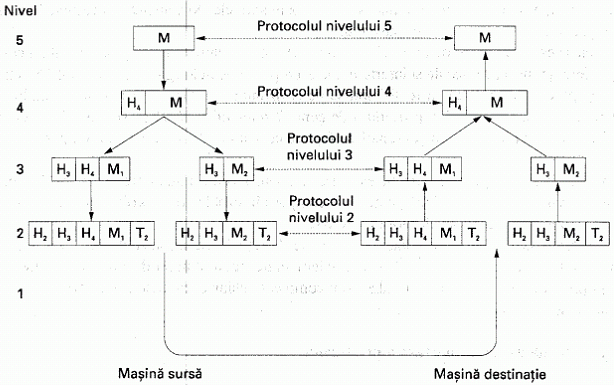 Nivel
5 M Protocolul nivelului 5 M
4 H₄ M Protocolul nivelului 4 H₄ M
3 H₃ H₄ M₁ H₃ M₂ Protocolul nivelului 3 H₃ H₄ M₁ H₃ M₂
2 H₂ H₃ H₄ M₁ T₂ H₂ H₃ M₂ T₂ Protocolul nivelului 2 H₂ H₃ H₄ M₁ T₂ H₂ H₃ M₂ T₂
1
Mașină sursă Mașină destinație